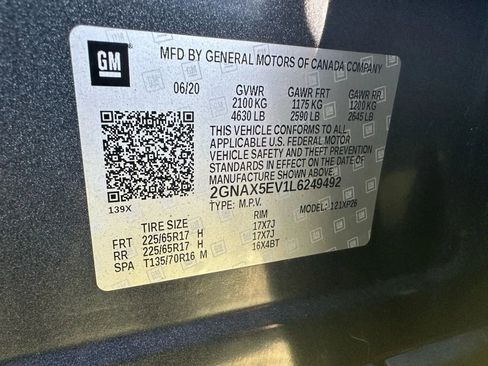 GM
MFD BY GENERAL MOTORS OF CANADA COMPANY
06/20 GVWR GAWR FRT GAWR RR
2100 KG 1175 KG 1200 KG
4630 LB 2590 LB 2645 LB
THIS VEHICLE CONFORMS TO ALL
APPLICABLE U.S. FEDERAL MOTOR
VEHICLE SAFETY BUMPER AND THEFT PREVENTION
STANDARDS IN EFFECT ON THE DATE OF
MANUFACTURE SHOWN ABOVE.
2GNAX5EV1L6249492
139X TYPE: M.P.V. MODEL: 121XP26
TIRE SIZE RIM
FRT 225/65R17 H 17X7J
RR 225/65R17 H 17X7J
SPA T135/70R16 M 16X4BT